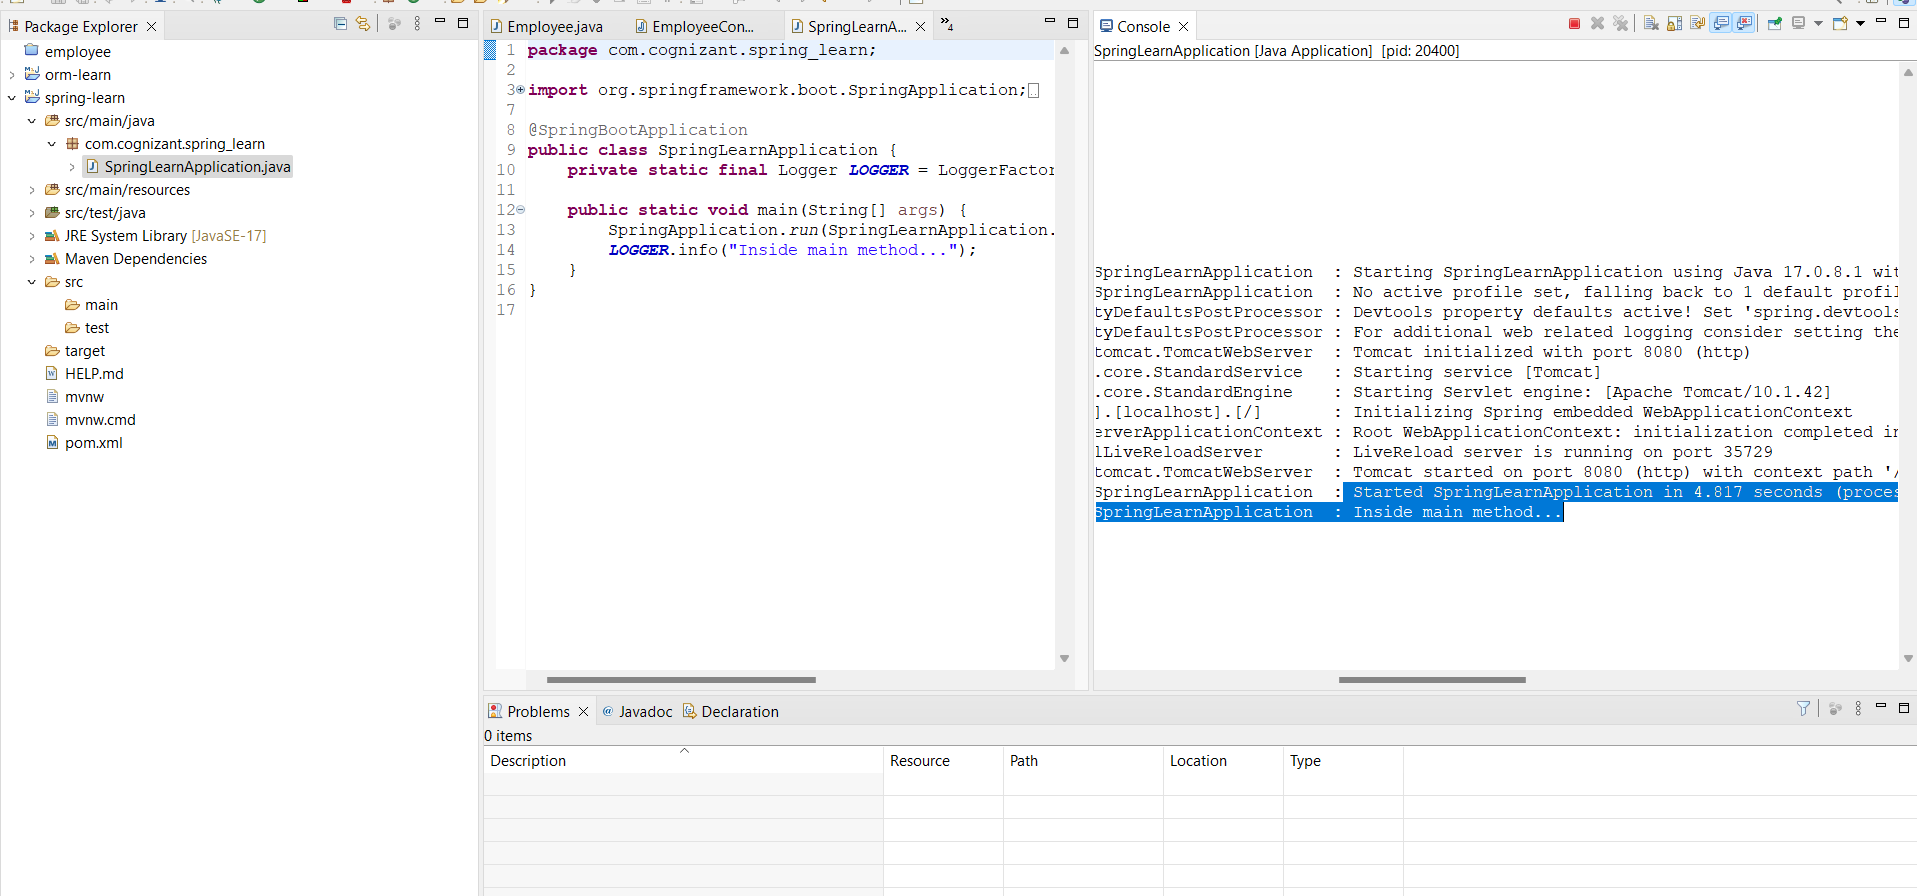 Package Explorer
employee
orm-learn
spring-learn
src/main/java
com.cognizant.spring_learn
SpringLearnApplication.java
src/main/resources
src/test/java
JRE System Library [JavaSE-17]
Maven Dependencies
src
main
test
target
HELP.md
mvnw
mvnw.cmd
pom.xml
Employee.java EmployeeCon... SpringLearnA... »4
1 package com.cognizant.spring_learn;
2
3 import org.springframework.boot.SpringApplication;
7
8 @SpringBootApplication
9 public class SpringLearnApplication {
10 private static final Logger LOGGER = LoggerFactor
11
12 public static void main(String[] args) {
13 SpringApplication.run(SpringLearnApplication.
14 LOGGER.info("Inside main method...");
15 }
16 }
17
Console
SpringLearnApplication [Java Application] [pid: 20400]
SpringLearnApplication : Starting SpringLearnApplication using Java 17.0.8.1 wit
SpringLearnApplication : No active profile set, falling back to 1 default profil
tyDefaultsPostProcessor : Devtools property defaults active! Set 'spring.devtools
tyDefaultsPostProcessor : For additional web related logging consider setting the
tomcat.TomcatWebServer : Tomcat initialized with port 8080 (http)
.core.StandardService : Starting service [Tomcat]
.core.StandardEngine : Starting Servlet engine: [Apache Tomcat/10.1.42]
].[localhost].[/] : Initializing Spring embedded WebApplicationContext
erverApplicationContext : Root WebApplicationContext: initialization completed in
lLiveReloadServer : LiveReload server is running on port 35729
tomcat.TomcatWebServer : Tomcat started on port 8080 (http) with context path '/
SpringLearnApplication : Started SpringLearnApplication in 4.817 seconds (proces
SpringLearnApplication : Inside main method...
Problems @ Javadoc Declaration
0 items
Description Resource Path Location Type